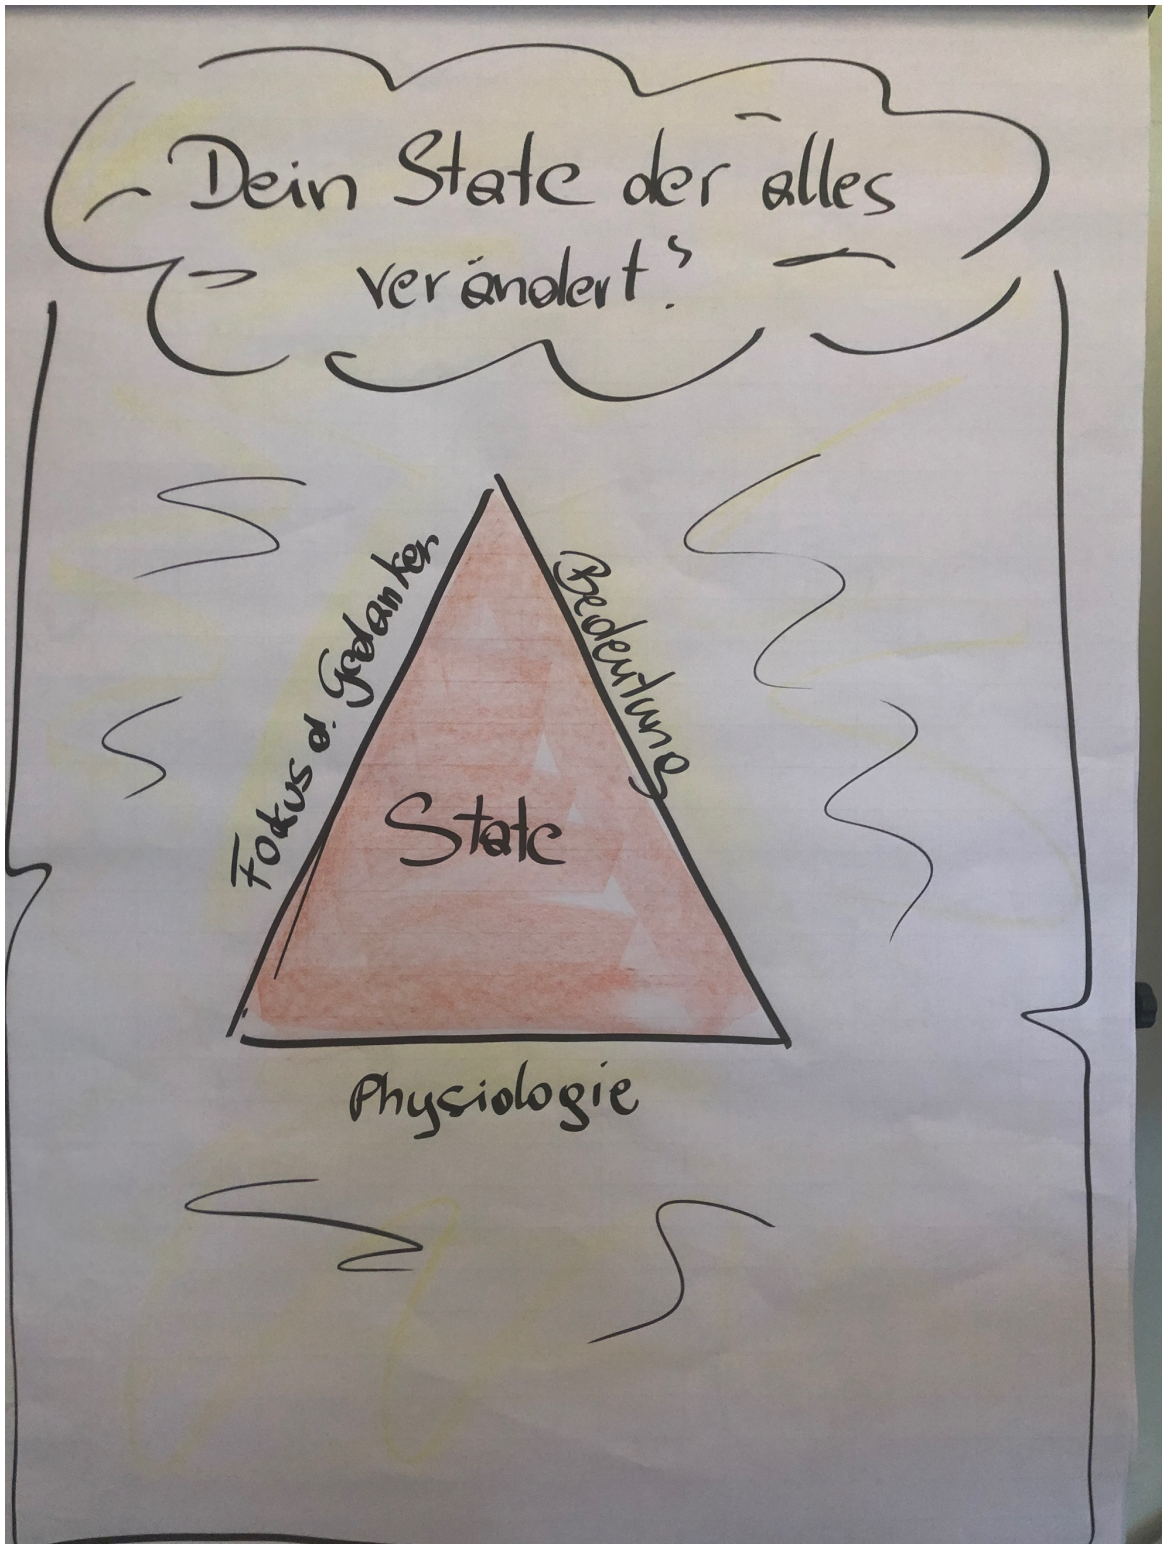 Dein State der alles
verändert?
Fokus d. Gedanken
Bedeutung
State
Physiologie